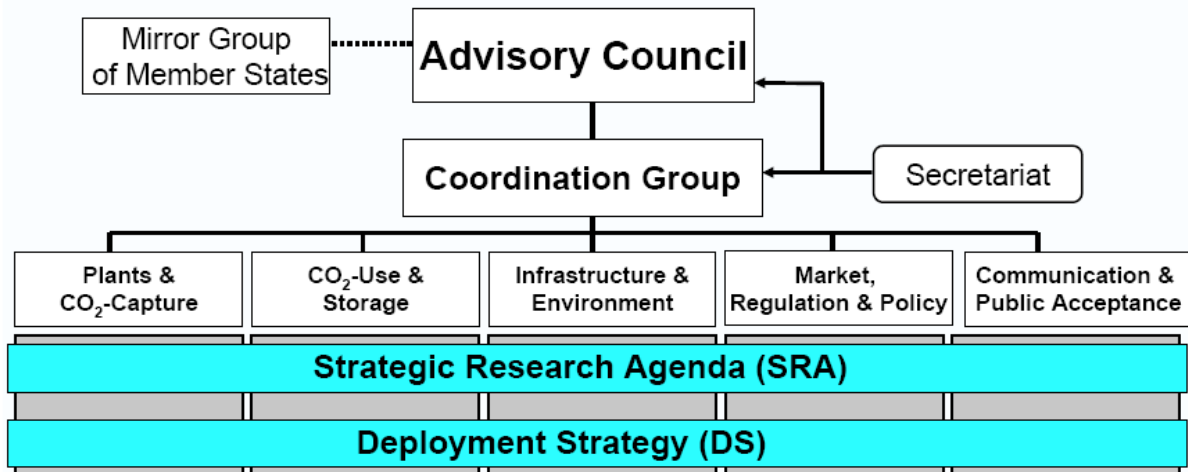 Mirror Group
of Member States
Advisory Council
Coordination Group
Secretariat
Plants &
CO₂-Capture
CO₂-Use &
Storage
Infrastructure &
Environment
Market,
Regulation & Policy
Communication &
Public Acceptance
Strategic Research Agenda (SRA)
Deployment Strategy (DS)